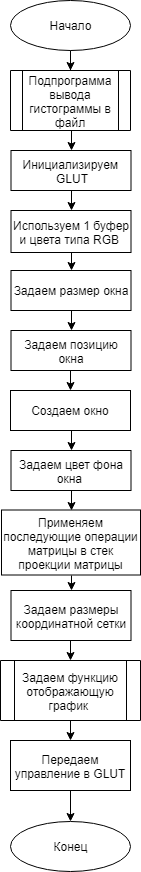 Начало
Подпрограмма
вывода
гистограммы в
файл
Инициализируем
GLUT
Используем 1 буфер
и цвета типа RGB
Задаем размер окна
Задаем позицию
окна
Создаем окно
Задаем цвет фона
окна
Применяем
последующие операции
матрицы в стек
проекции матрицы
Задаем размеры
координатной сетки
Задаем функцию
отображающую
график
Передаем
управление в GLUT
Конец